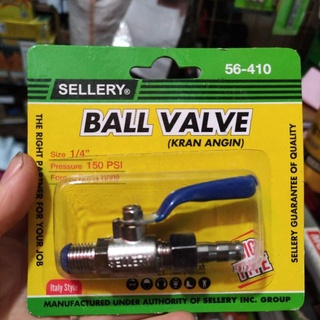 56-410
SELLERY®
BALL VALVE
(KRAN ANGIN)
Size 1/4"
Pressure 150 PSI
THE RIGHT PARTNER FOR YOUR JOB
SELLERY GUARANTEE OF QUALITY
Italy Style
MANUFACTURED UNDER AUTHORITY OF SELLERY INC. GROUP